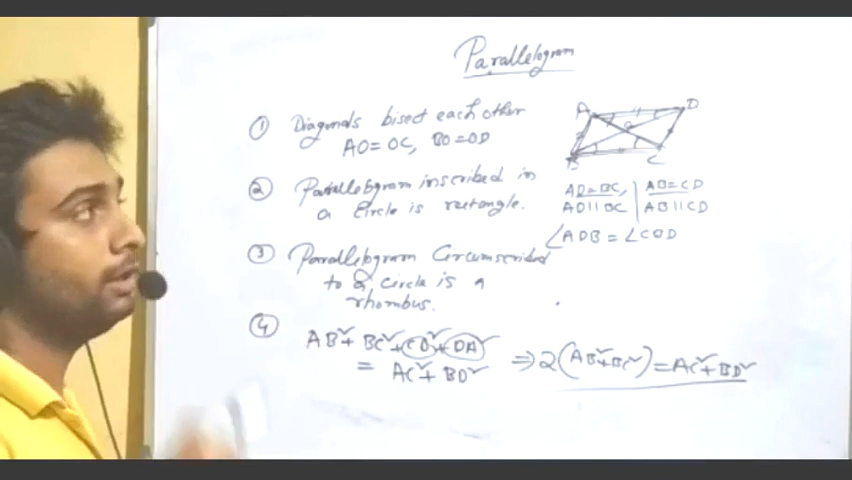 Parallelogram
① Diagonals bisect each other
AO = OC, BO = OD
② Parallelogram inscribed in
a Circle is rectangle.
③ Parallelogram Circumscribed
to a circle is a
rhombus.
④ AB² + BC² + CD² + DA²
= AC² + BD²
⇒ 2(AB² + BC²) = AC² + BD²
A D
O
B C
AD = BC, AB = CD
AD || BC AB || CD
∠ADB =